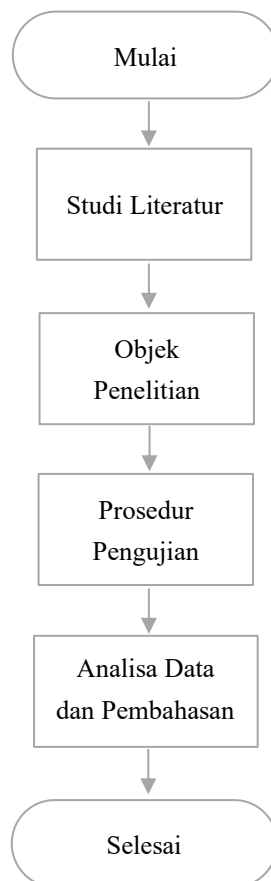 Mulai
Studi Literatur
Objek
Penelitian
Prosedur
Pengujian
Analisa Data
dan Pembahasan
Selesai